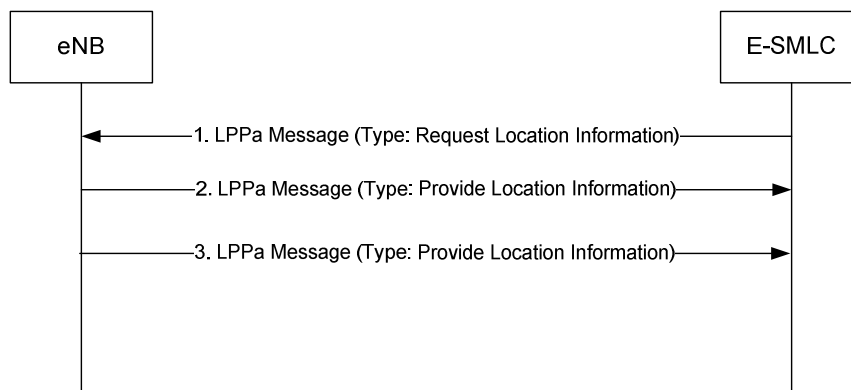 eNB
E-SMLC
1. LPPa Message (Type: Request Location Information)
2. LPPa Message (Type: Provide Location Information)
3. LPPa Message (Type: Provide Location Information)